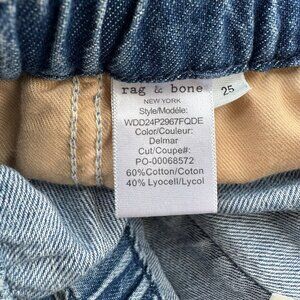 rag & bone
NEW YORK
25
Style/Modéle:
WDD24P2967FQDE
Color/Couleur:
Delmar
Cut/Coupe#:
PO-00068572
60%Cotton/Coton
40% Lyocell/Lycol